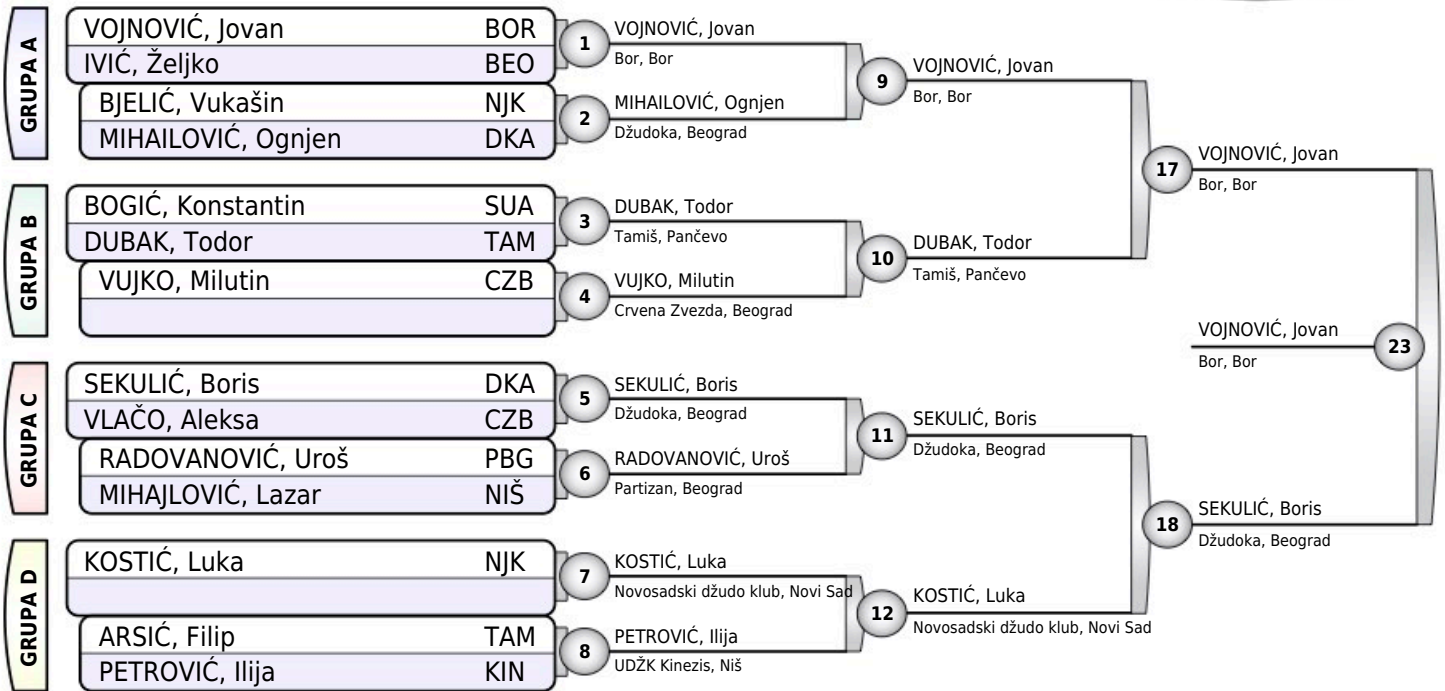 GRUPA A
VOJNOVIĆ, Jovan BOR
IVIĆ, Željko BEO
BJELIĆ, Vukašin NJK
MIHAILOVIĆ, Ognjen DKA
GRUPA B
BOGIĆ, Konstantin SUA
DUBAK, Todor TAM
VUJKO, Milutin CZB
GRUPA C
SEKULIĆ, Boris DKA
VLAČO, Aleksa CZB
RADOVANOVIĆ, Uroš PBG
MIHAJLOVIĆ, Lazar NIŠ
GRUPA D
KOSTIĆ, Luka NJK
ARSIĆ, Filip TAM
PETROVIĆ, Ilija KIN
1
VOJNOVIĆ, Jovan
Bor, Bor
2
MIHAILOVIĆ, Ognjen
Džudoka, Beograd
3
DUBAK, Todor
Tamiš, Pančevo
4
VUJKO, Milutin
Crvena Zvezda, Beograd
5
SEKULIĆ, Boris
Džudoka, Beograd
6
RADOVANOVIĆ, Uroš
Partizan, Beograd
7
KOSTIĆ, Luka
Novosadski džudo klub, Novi Sad
8
PETROVIĆ, Ilija
UDŽK Kinezis, Niš
9
VOJNOVIĆ, Jovan
Bor, Bor
10
DUBAK, Todor
Tamiš, Pančevo
11
SEKULIĆ, Boris
Džudoka, Beograd
12
KOSTIĆ, Luka
Novosadski džudo klub, Novi Sad
17
VOJNOVIĆ, Jovan
Bor, Bor
18
SEKULIĆ, Boris
Džudoka, Beograd
VOJNOVIĆ, Jovan
Bor, Bor
23